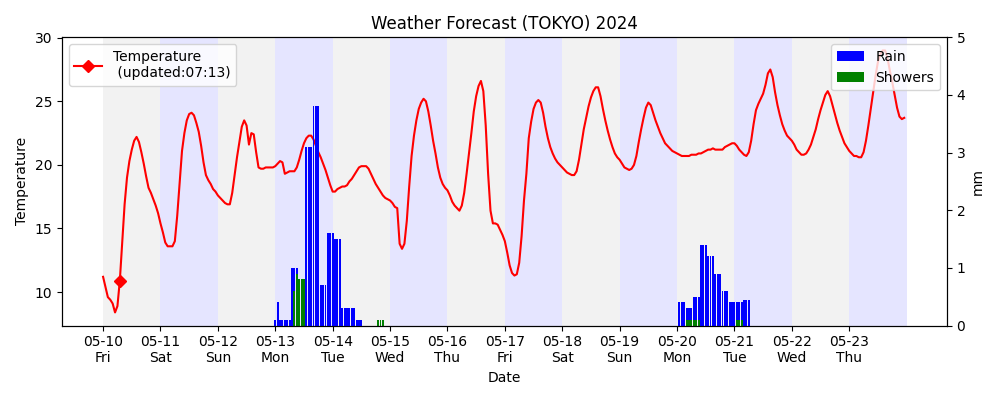 Weather Forecast (TOKYO) 2024
Temperature
(updated:07:13)
Rain
Showers
Temperature
30
25
20
15
10
mm
5
4
3
2
1
0
05-10 05-11 05-12 05-13 05-14 05-15 05-16 05-17 05-18 05-19 05-20 05-21 05-22 05-23
Fri Sat Sun Mon Tue Wed Thu Fri Sat Sun Mon Tue Wed Thu
Date